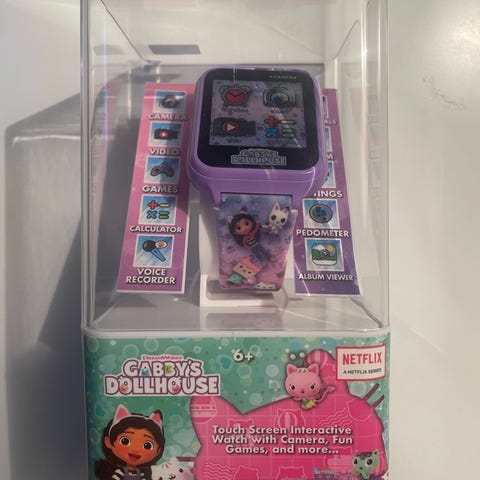 + CAMERA
GABBY'S
DOLLHOUSE
CAMERA
VIDEO
GAMES
CALCULATOR
VOICE
RECORDER
PEDOMETER
ALBUM VIEWER
DREAMWORKS
GABBY'S
DOLLHOUSE
6+
NETFLIX
A NETFLIX SERIES
Touch Screen Interactive
Watch with Camera, Fun
Games, and more...